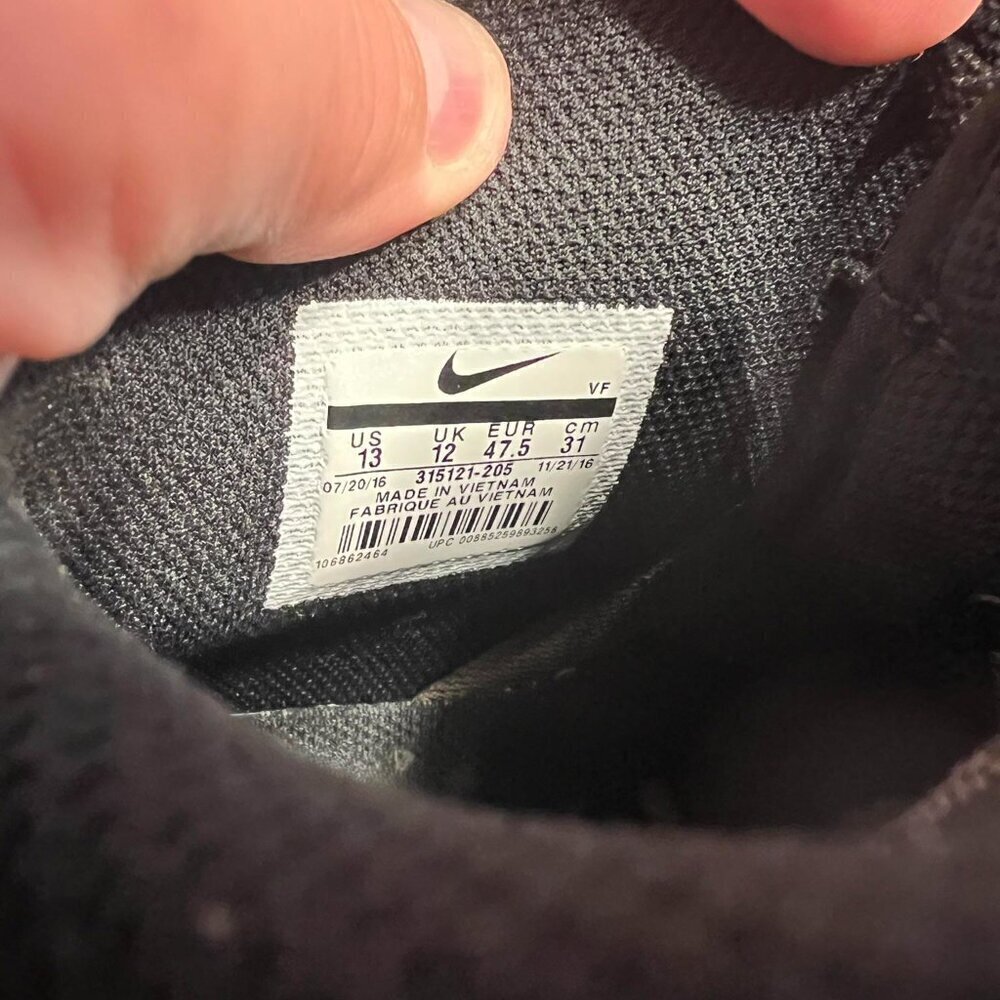 VF
US UK EUR cm
13 12 47.5 31
07/20/16 315121-205 11/21/16
MADE IN VIETNAM
FABRIQUE AU VIETNAM
106862464 UPC 00885259893258